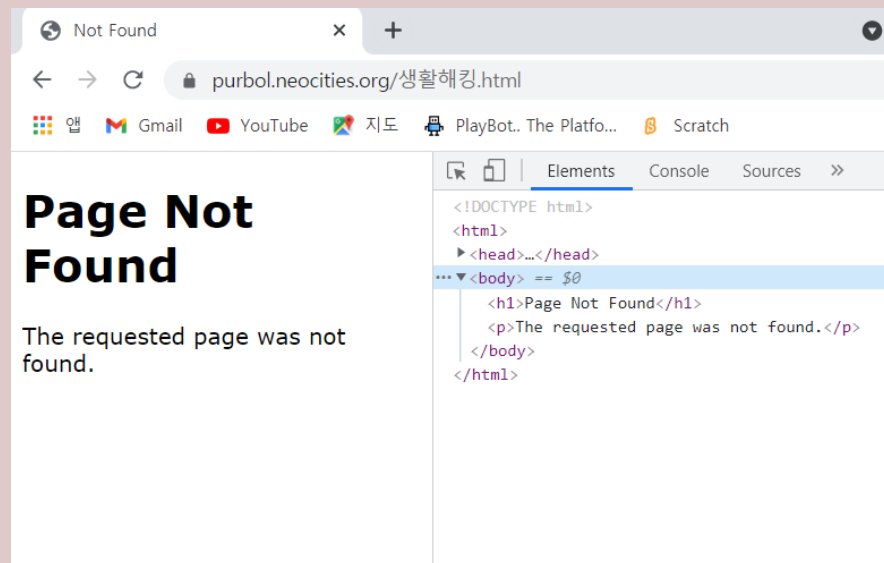 Not Found
purbol.neocities.org/생활해킹.html
앱 Gmail YouTube 지도 PlayBot.. The Platfo... Scratch
Page Not
Found
The requested page was not
found.
Elements Console Sources »
<!DOCTYPE html>
<html>
<head>…</head>
<body> == $0
<h1>Page Not Found</h1>
<p>The requested page was not found.</p>
</body>
</html>